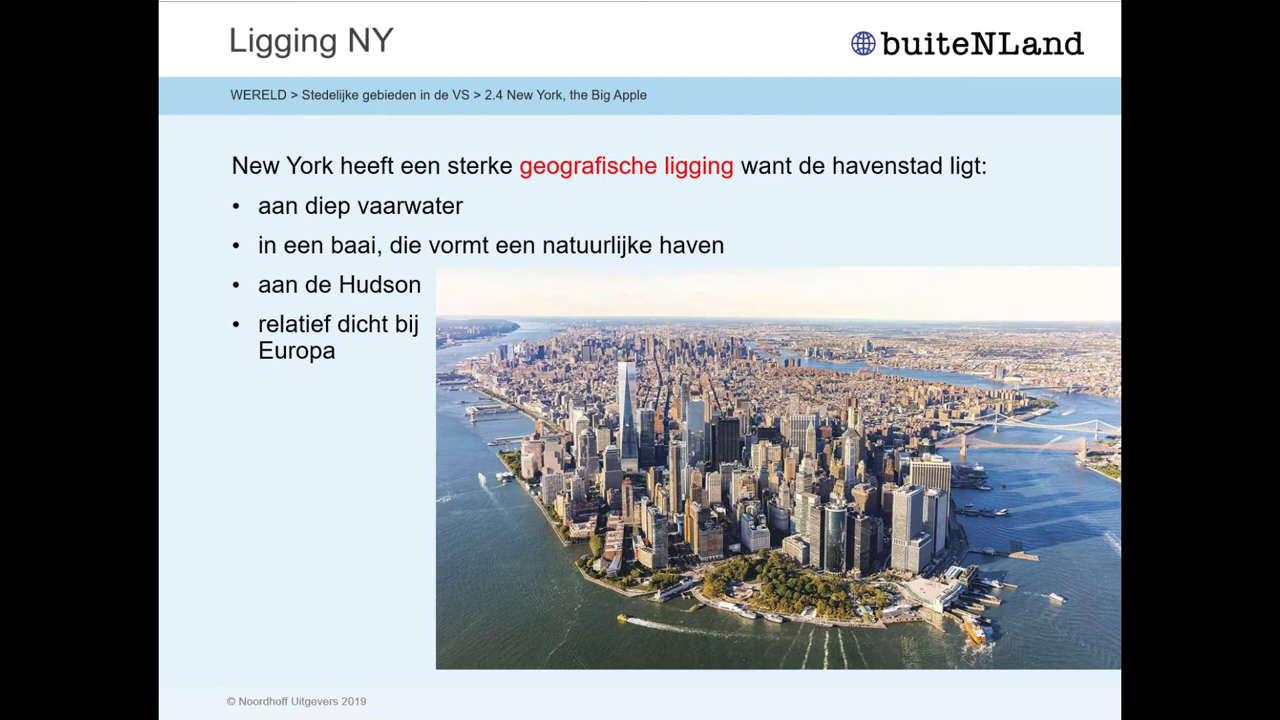 Ligging NY
buiteNLand
WERELD > Stedelijke gebieden in de VS > 2.4 New York, the Big Apple
New York heeft een sterke geografische ligging want de havenstad ligt:
• aan diep vaarwater
• in een baai, die vormt een natuurlijke haven
• aan de Hudson
• relatief dicht bij
Europa
© Noordhoff Uitgevers 2019